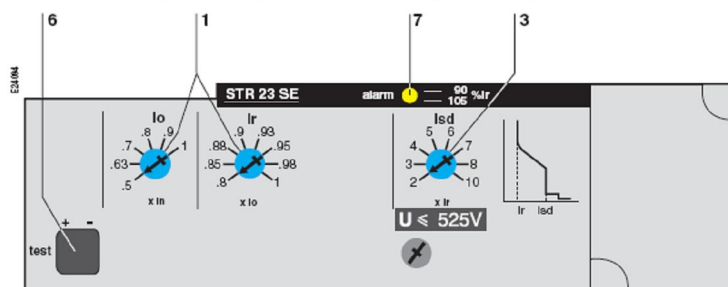 6 1 7 3
E24094
STR 23 SE alarm 90 105 %Ir
Io Ir Isd
.5 .63 .7 .8 .9 1
x In
.8 .85 .88 .9 .93 .95 .98 1
x Io
2 3 4 5 6 7 8 10
x Ir
Ir Isd
U ≤ 525V
+ -
test